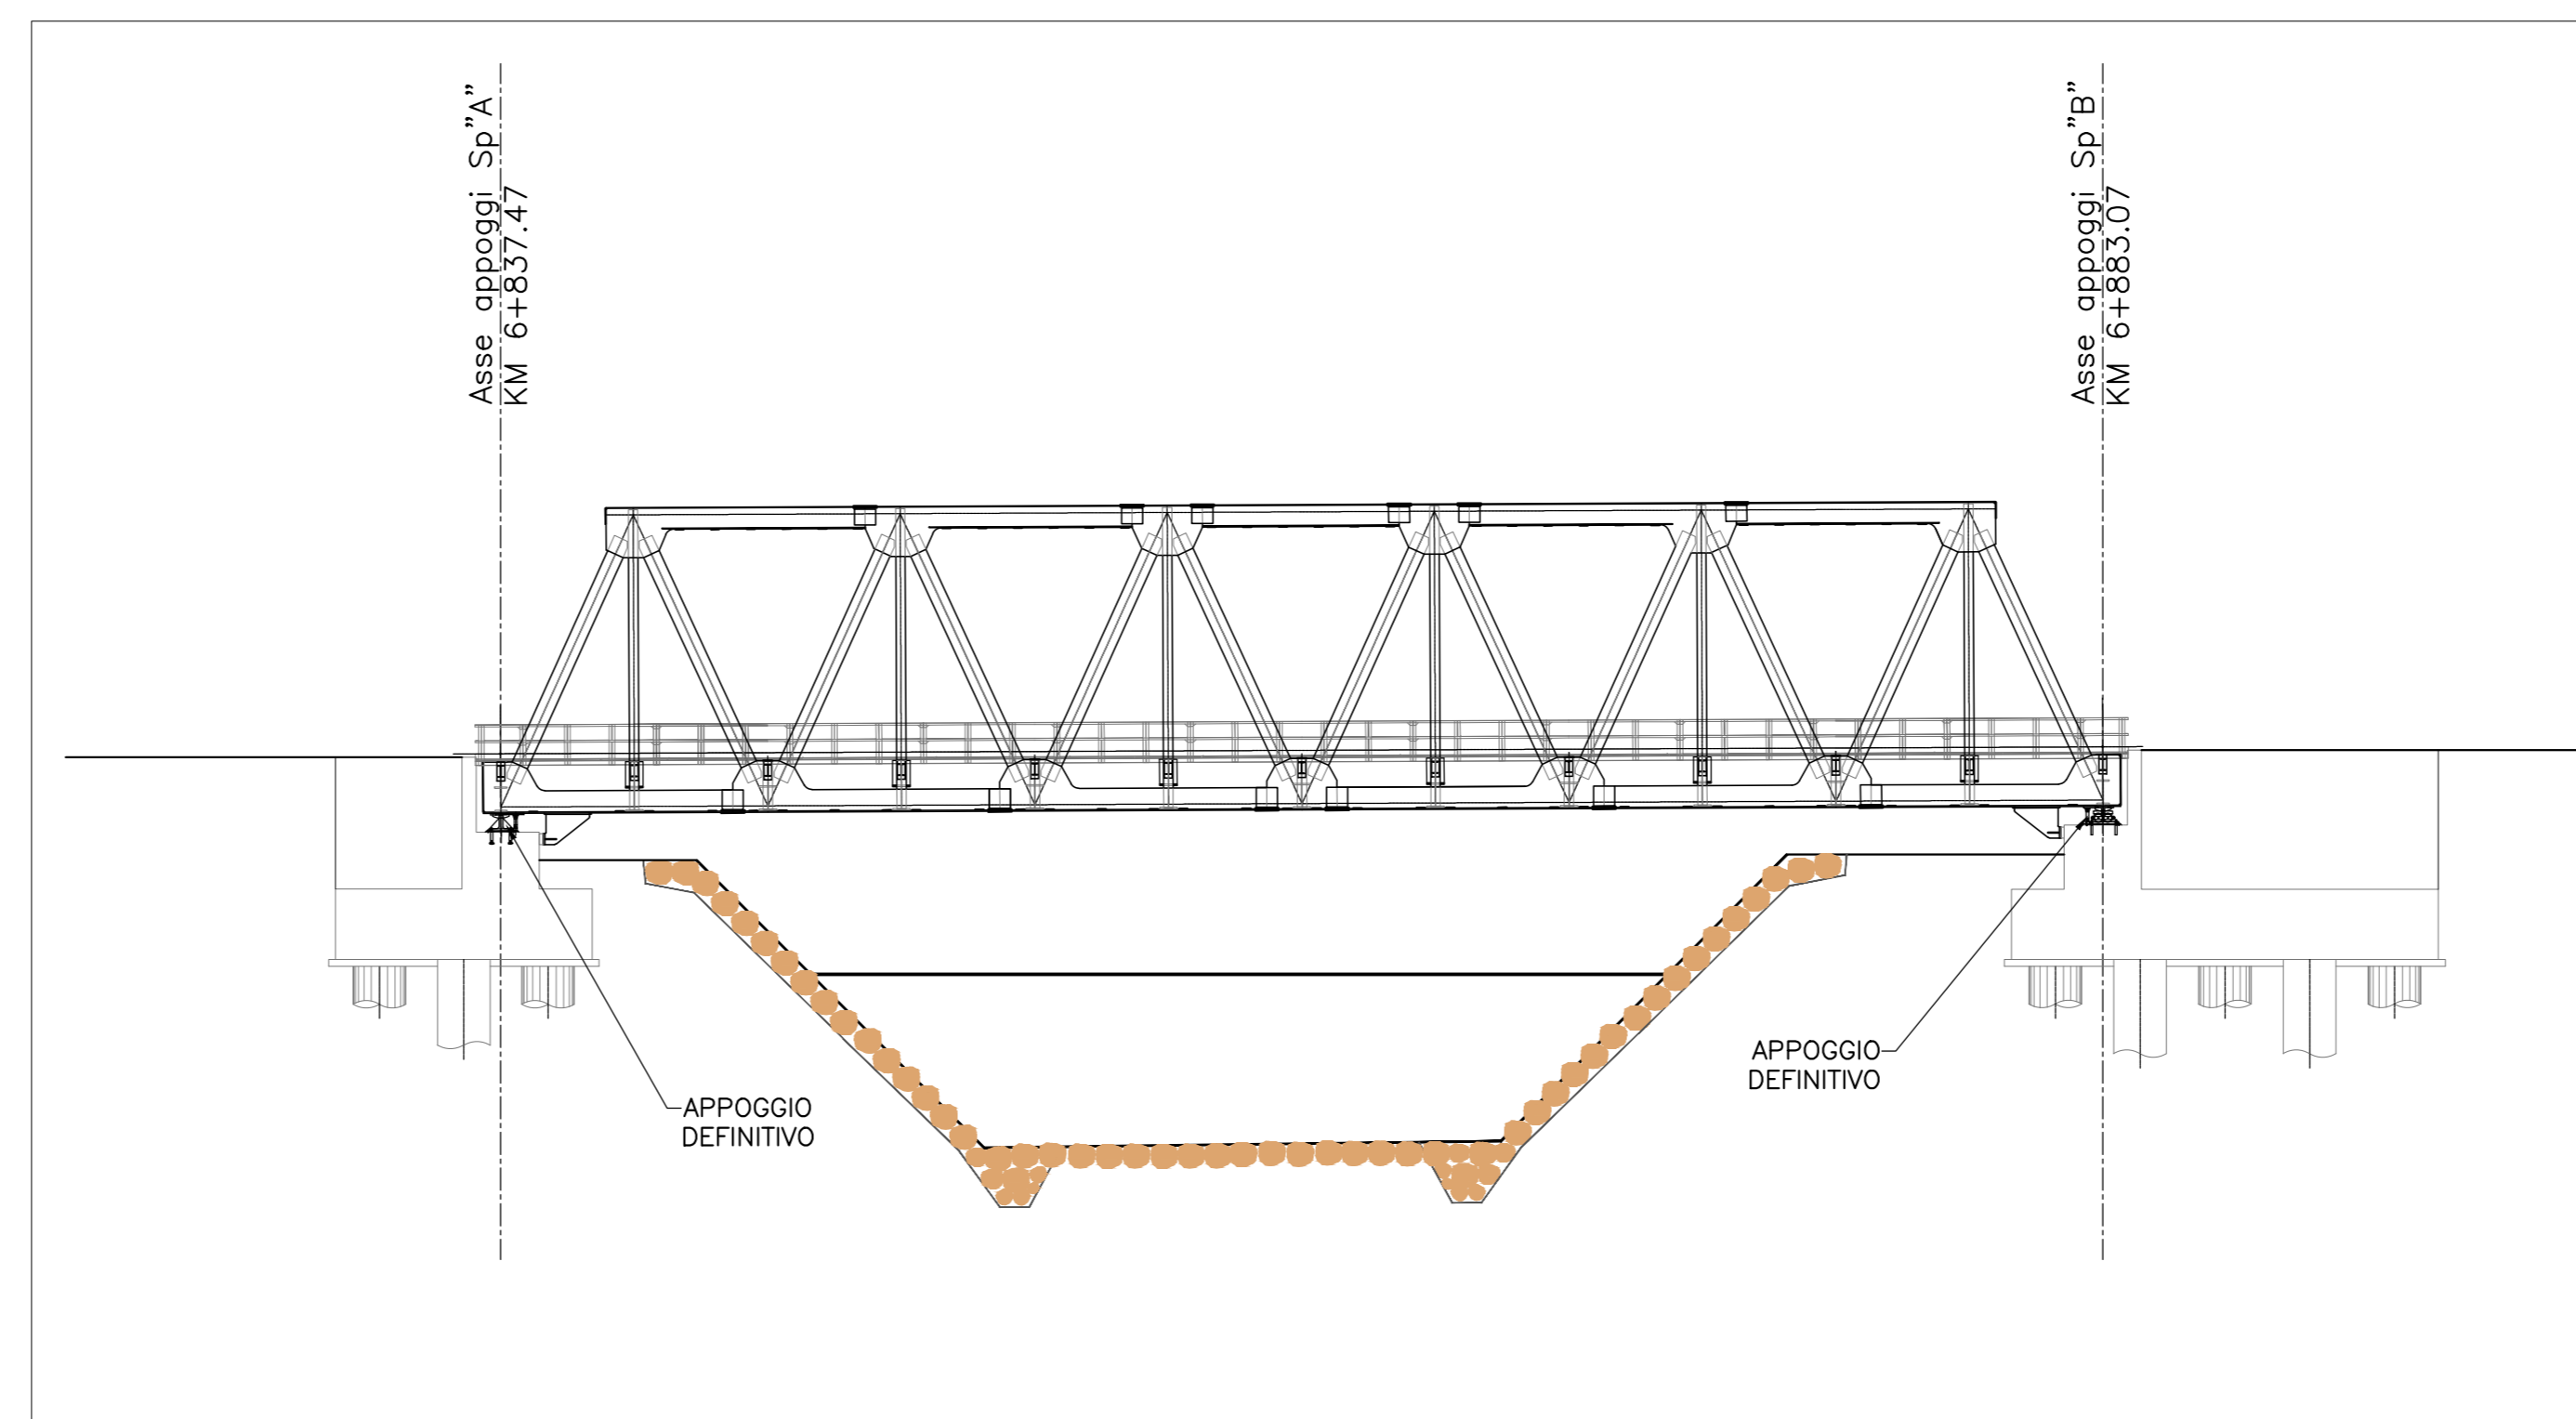 Asse appoggi Sp"A"
KM 6+837.47
Asse appoggi Sp"B"
KM 6+883.07
APPOGGIO
DEFINITIVO
APPOGGIO
DEFINITIVO